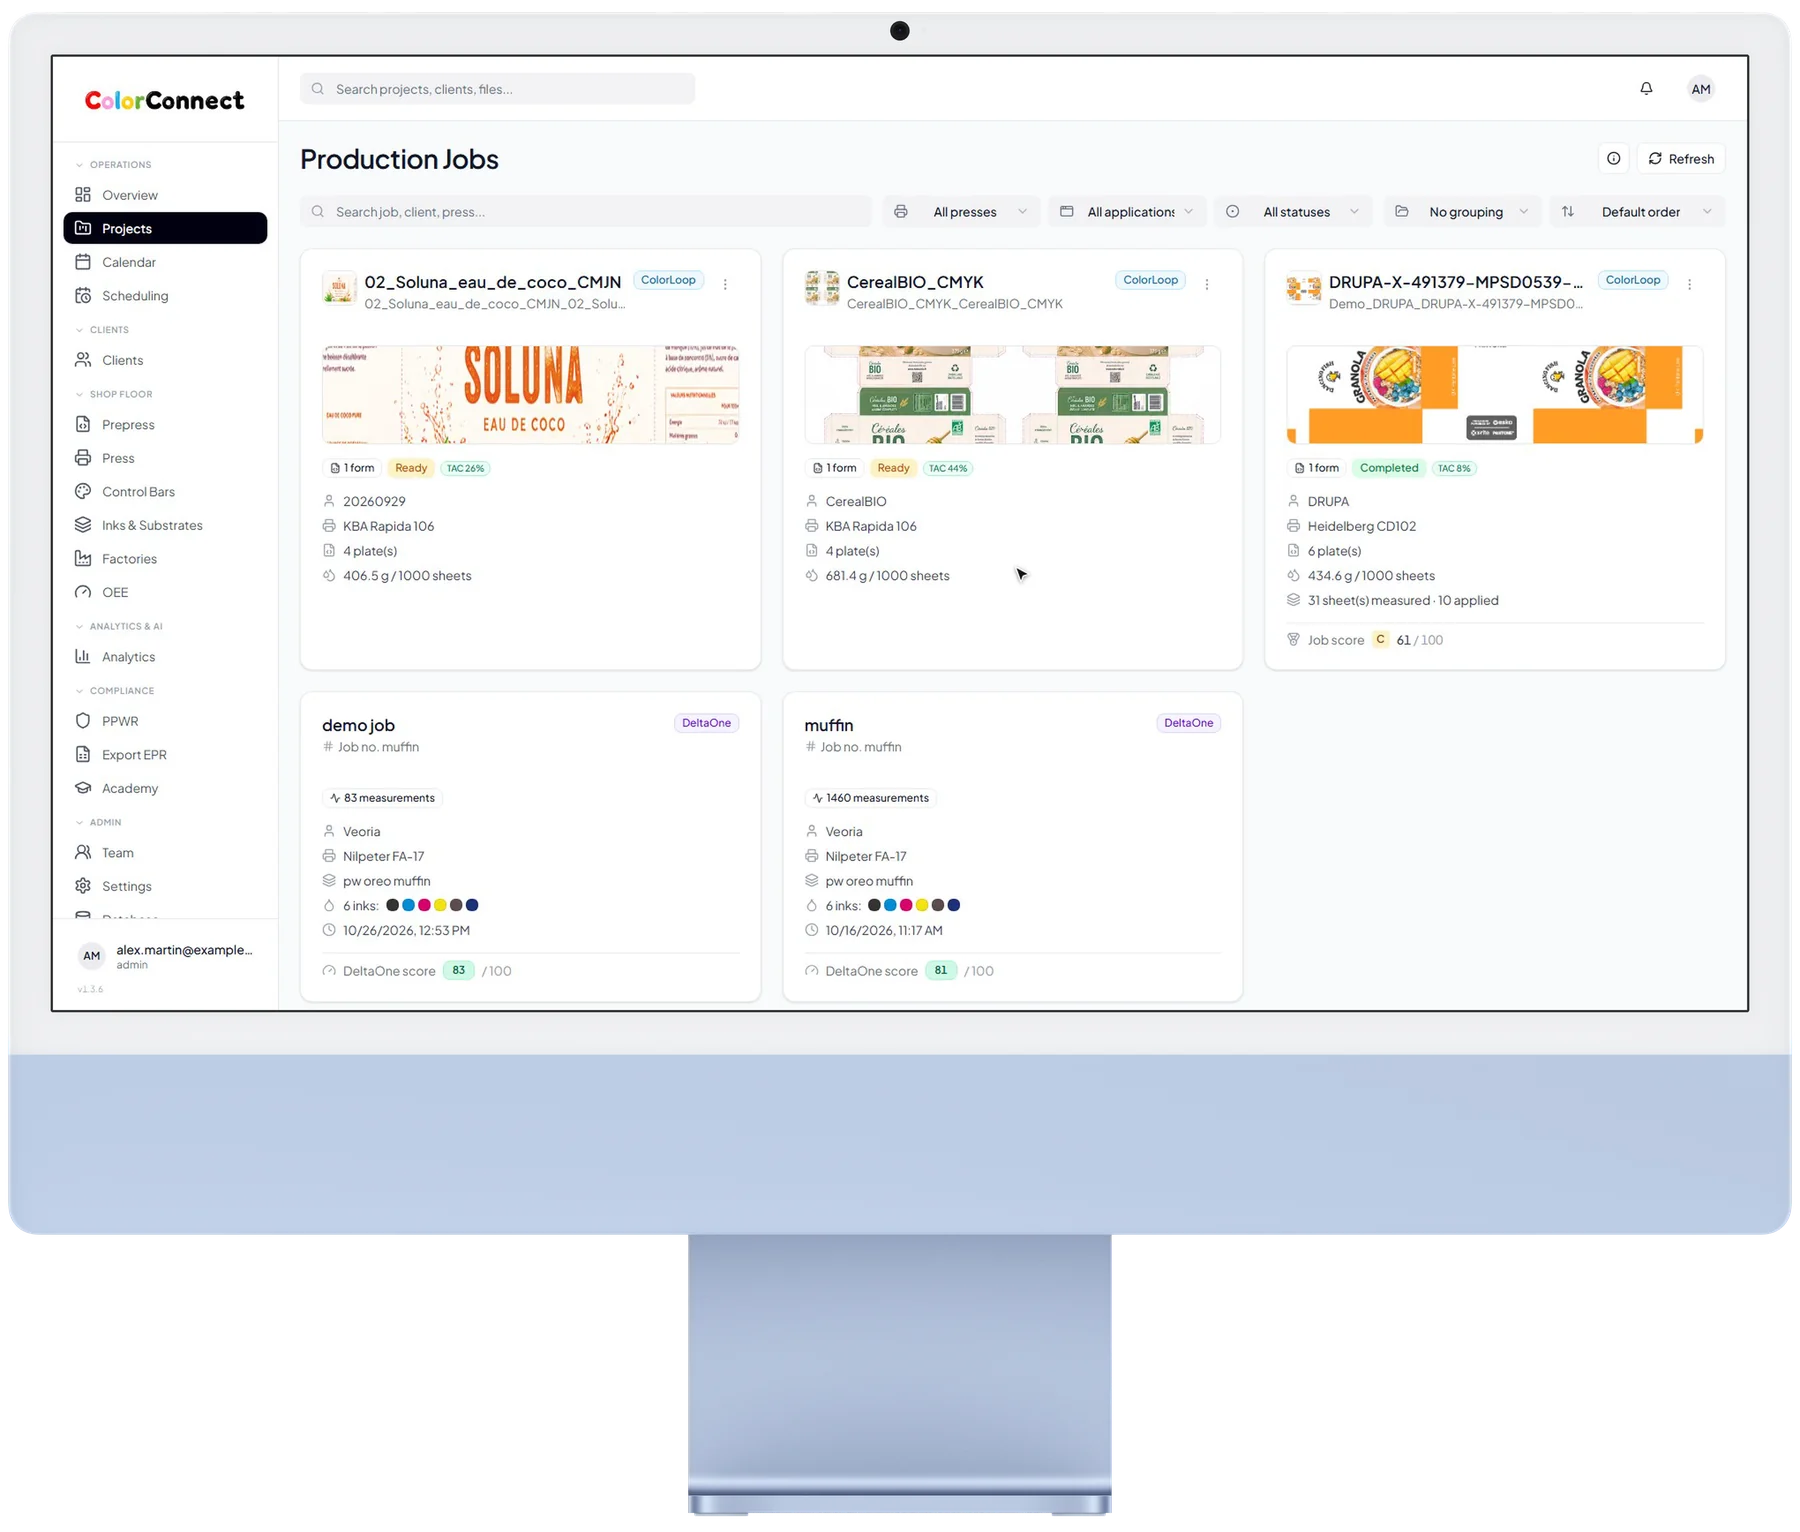 ColorConnect
Search projects, clients, files...
AM
OPERATIONS
Overview
Projects
Calendar
Scheduling
CLIENTS
Clients
SHOP FLOOR
Prepress
Press
Control Bars
Inks & Substrates
Factories
OEE
ANALYTICS & AI
Analytics
COMPLIANCE
PPWR
Export EPR
Academy
ADMIN
Team
Settings
AM
alex.martin@example...
admin
v1.3.6
Production Jobs
Refresh
Search job, client, press...
All presses
All applications
All statuses
No grouping
Default order
02_Soluna_eau_de_coco_CMJN
ColorLoop
02_Soluna_eau_de_coco_CMJN_02_Solu...
SOLUNA
EAU DE COCO
1 form
Ready
TAC 26%
20260929
KBA Rapida 106
4 plate(s)
406.5 g / 1000 sheets
CerealBIO_CMYK
ColorLoop
CerealBIO_CMYK_CerealBIO_CMYK
BIO
BIO
Céréales
Céréales
BIO
BIO
1 form
Ready
TAC 44%
CerealBIO
KBA Rapida 106
4 plate(s)
681.4 g / 1000 sheets
DRUPA-X-491379-MPSD0539-...
ColorLoop
Demo_DRUPA_DRUPA-X-491379-MPSD0...
GRANOLA
GRANOLA
1 form
Completed
TAC 8%
DRUPA
Heidelberg CD102
6 plate(s)
434.6 g / 1000 sheets
31 sheet(s) measured · 10 applied
Job score C 61 / 100
demo job
DeltaOne
# Job no. muffin
83 measurements
Veoria
Nilpeter FA-17
pw oreo muffin
6 inks:
10/26/2026, 12:53 PM
DeltaOne score 83 / 100
muffin
DeltaOne
# Job no. muffin
1460 measurements
Veoria
Nilpeter FA-17
pw oreo muffin
6 inks:
10/16/2026, 11:17 AM
DeltaOne score 81 / 100